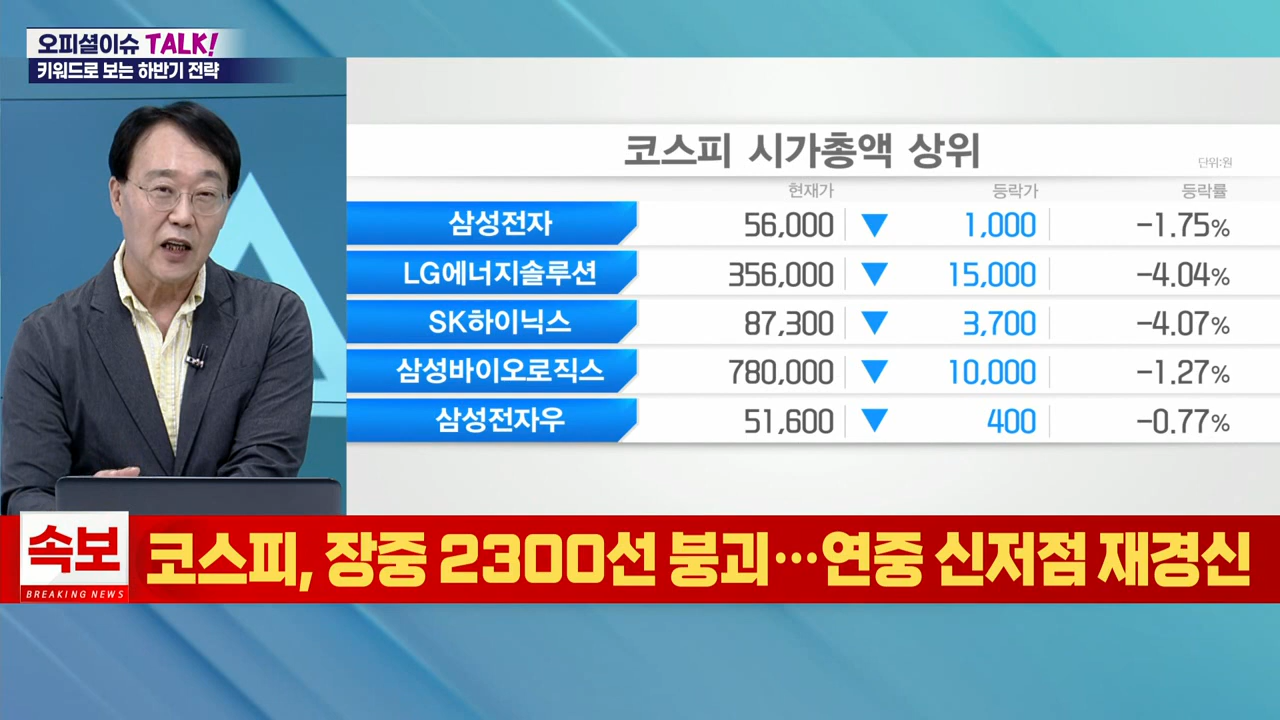 오피셜이슈 TALK!
키워드로 보는 하반기 전략
코스피 시가총액 상위
단위:원
현재가 등락가 등락률
삼성전자 56,000 ▼ 1,000 -1.75%
LG에너지솔루션 356,000 ▼ 15,000 -4.04%
SK하이닉스 87,300 ▼ 3,700 -4.07%
삼성바이오로직스 780,000 ▼ 10,000 -1.27%
삼성전자우 51,600 ▼ 400 -0.77%
속보 코스피, 장중 2300선 붕괴…연중 신저점 재경신
BREAKING NEWS